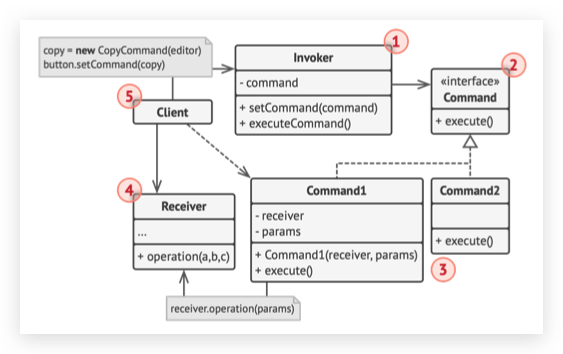 copy = new CopyCommand(editor)
button.setCommand(copy)
1
Invoker
- command
+ setCommand(command)
+ executeCommand()
2
«interface»
Command
+ execute()
5
Client
4
Receiver
...
+ operation(a,b,c)
Command1
- receiver
- params
+ Command1(receiver, params)
+ execute()
Command2
+ execute()
3
receiver.operation(params)